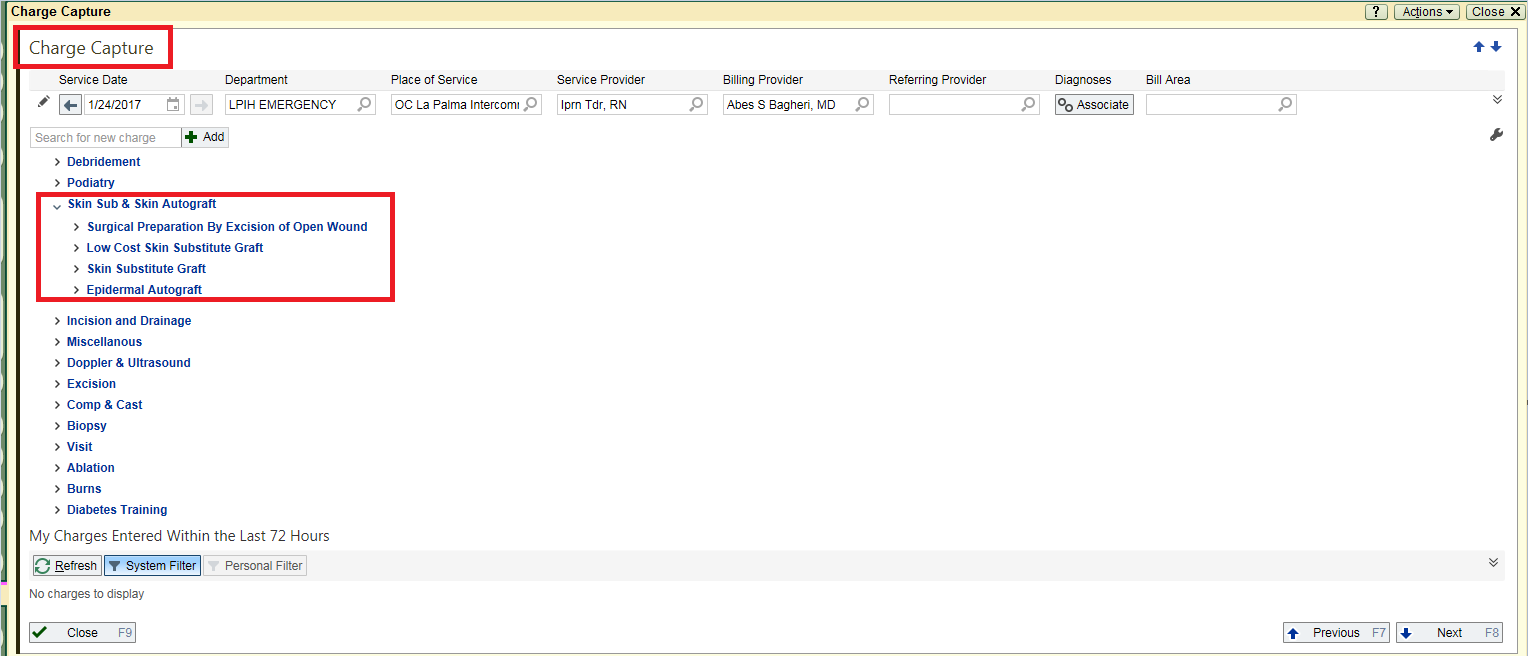 Charge Capture
? Actions Close
Charge Capture
Service Date Department Place of Service Service Provider Billing Provider Referring Provider Diagnoses Bill Area
1/24/2017 LPIH EMERGENCY OC La Palma Intercomm Iprn Tdr, RN Abes S Bagheri, MD Associate
Search for new charge Add
Debridement
Podiatry
Skin Sub & Skin Autograft
Surgical Preparation By Excision of Open Wound
Low Cost Skin Substitute Graft
Skin Substitute Graft
Epidermal Autograft
Incision and Drainage
Miscellanous
Doppler & Ultrasound
Excision
Comp & Cast
Biopsy
Visit
Ablation
Burns
Diabetes Training
My Charges Entered Within the Last 72 Hours
Refresh System Filter Personal Filter
No charges to display
Close F9 Previous F7 Next F8